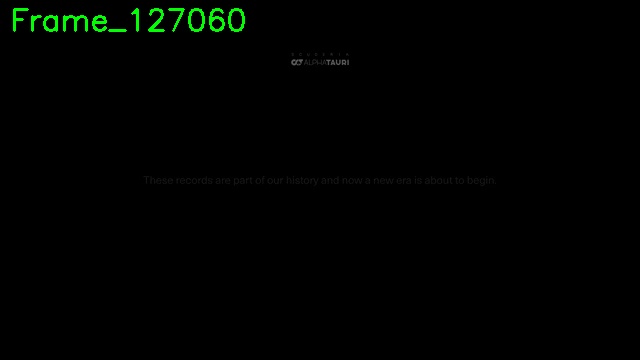 Frame_127060
ALPHATAURI
These records are part of our history and now a new era is about to begin.